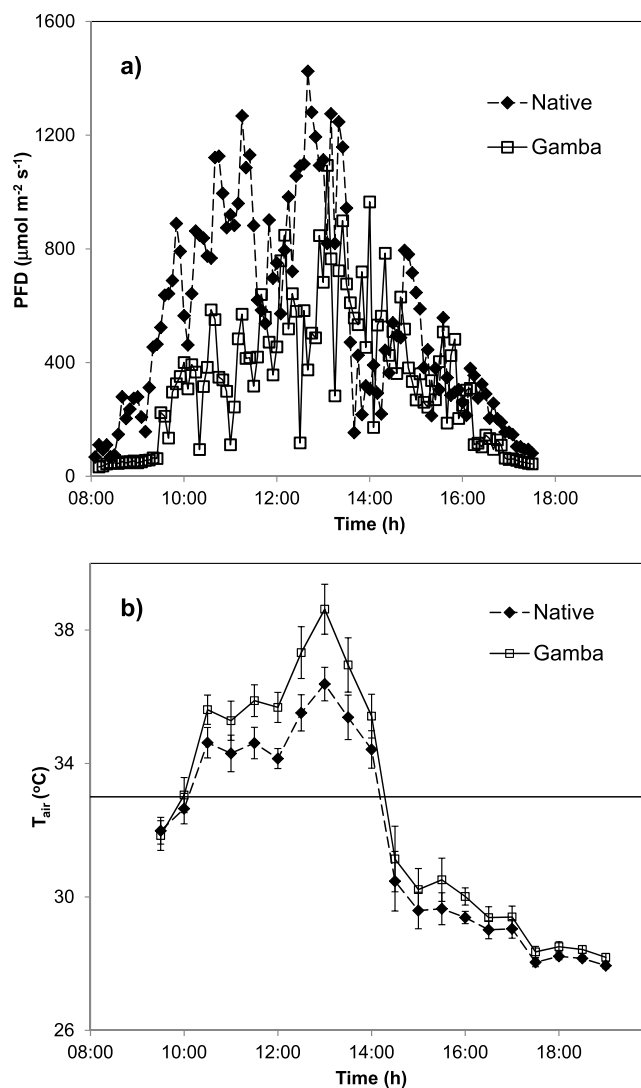 a)
1600
1200
800
400
0
PFD (μmol m⁻² s⁻¹)
Native
Gamba
08:00 10:00 12:00 14:00 16:00 18:00
Time (h)
b)
38
34
30
26
T air (°C)
Native
Gamba
08:00 10:00 12:00 14:00 16:00 18:00
Time (h)